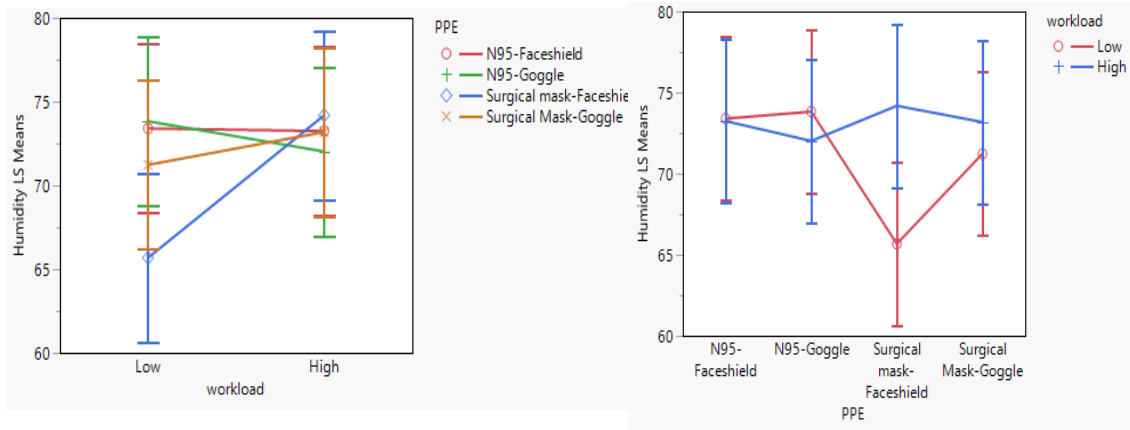 80
75
70
65
60
Humidity LS Means
Low
High
workload
PPE
N95-Faceshield
N95-Goggle
Surgical mask-Faceshie
Surgical Mask-Goggle
80
75
70
65
60
Humidity LS Means
N95-
Faceshield
N95-Goggle
Surgical
mask-
Faceshield
Surgical
Mask-Goggle
PPE
workload
Low
High